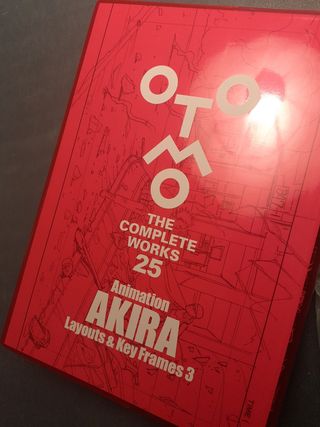 OTOMO
THE
COMPLETE
WORKS
25
Animation
AKIRA
Layouts & Key Frames 3